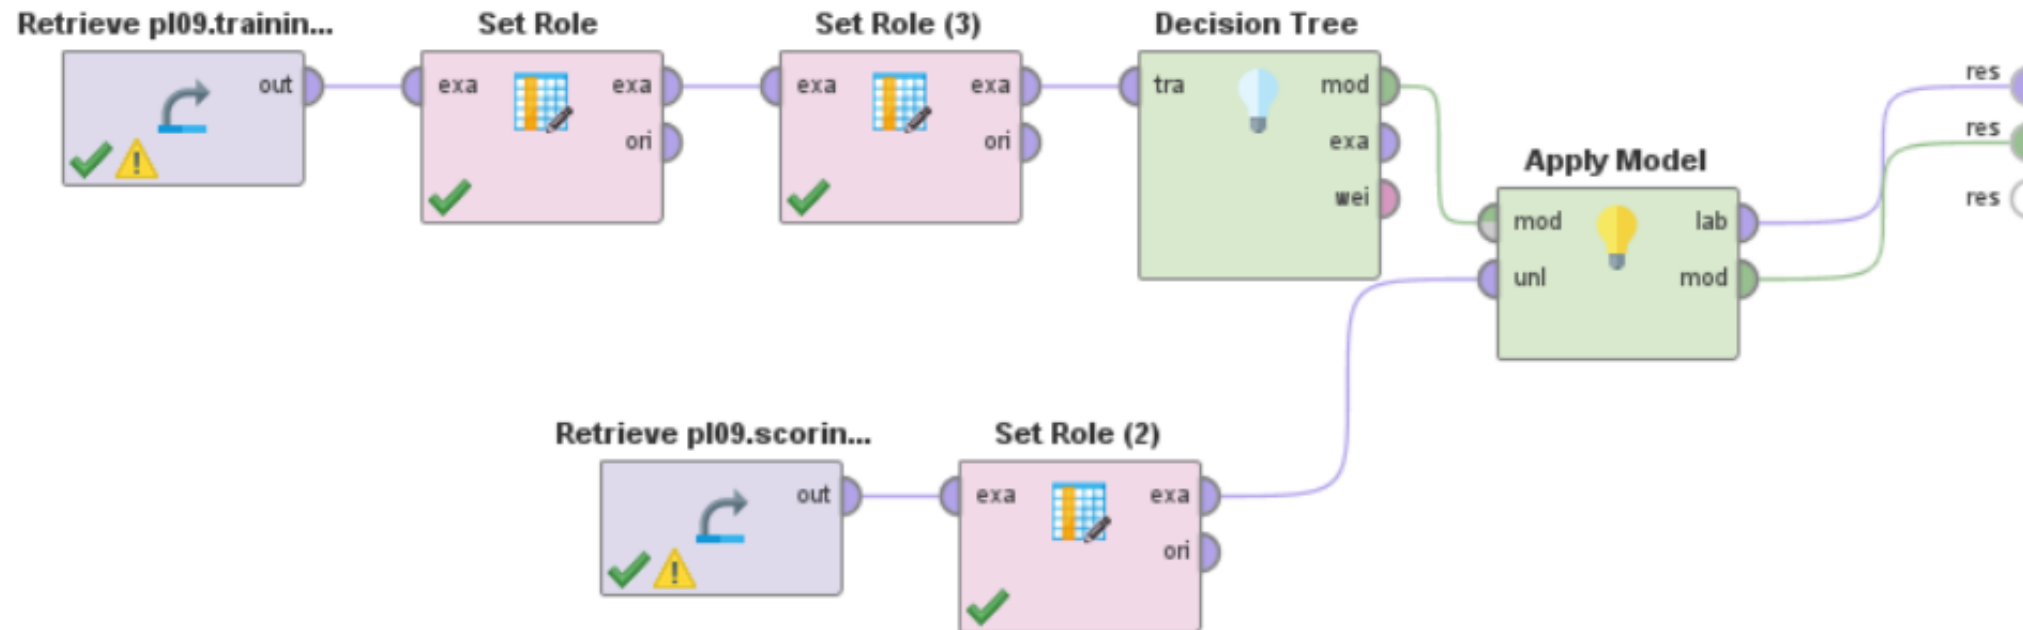 Retrieve pl09.trainin...
out
Set Role
exa
exa
ori
Set Role (3)
exa
exa
ori
Decision Tree
tra
mod
exa
wei
Apply Model
mod
lab
unl
mod
res
res
res
Retrieve pl09.scorin...
out
Set Role (2)
exa
exa
ori